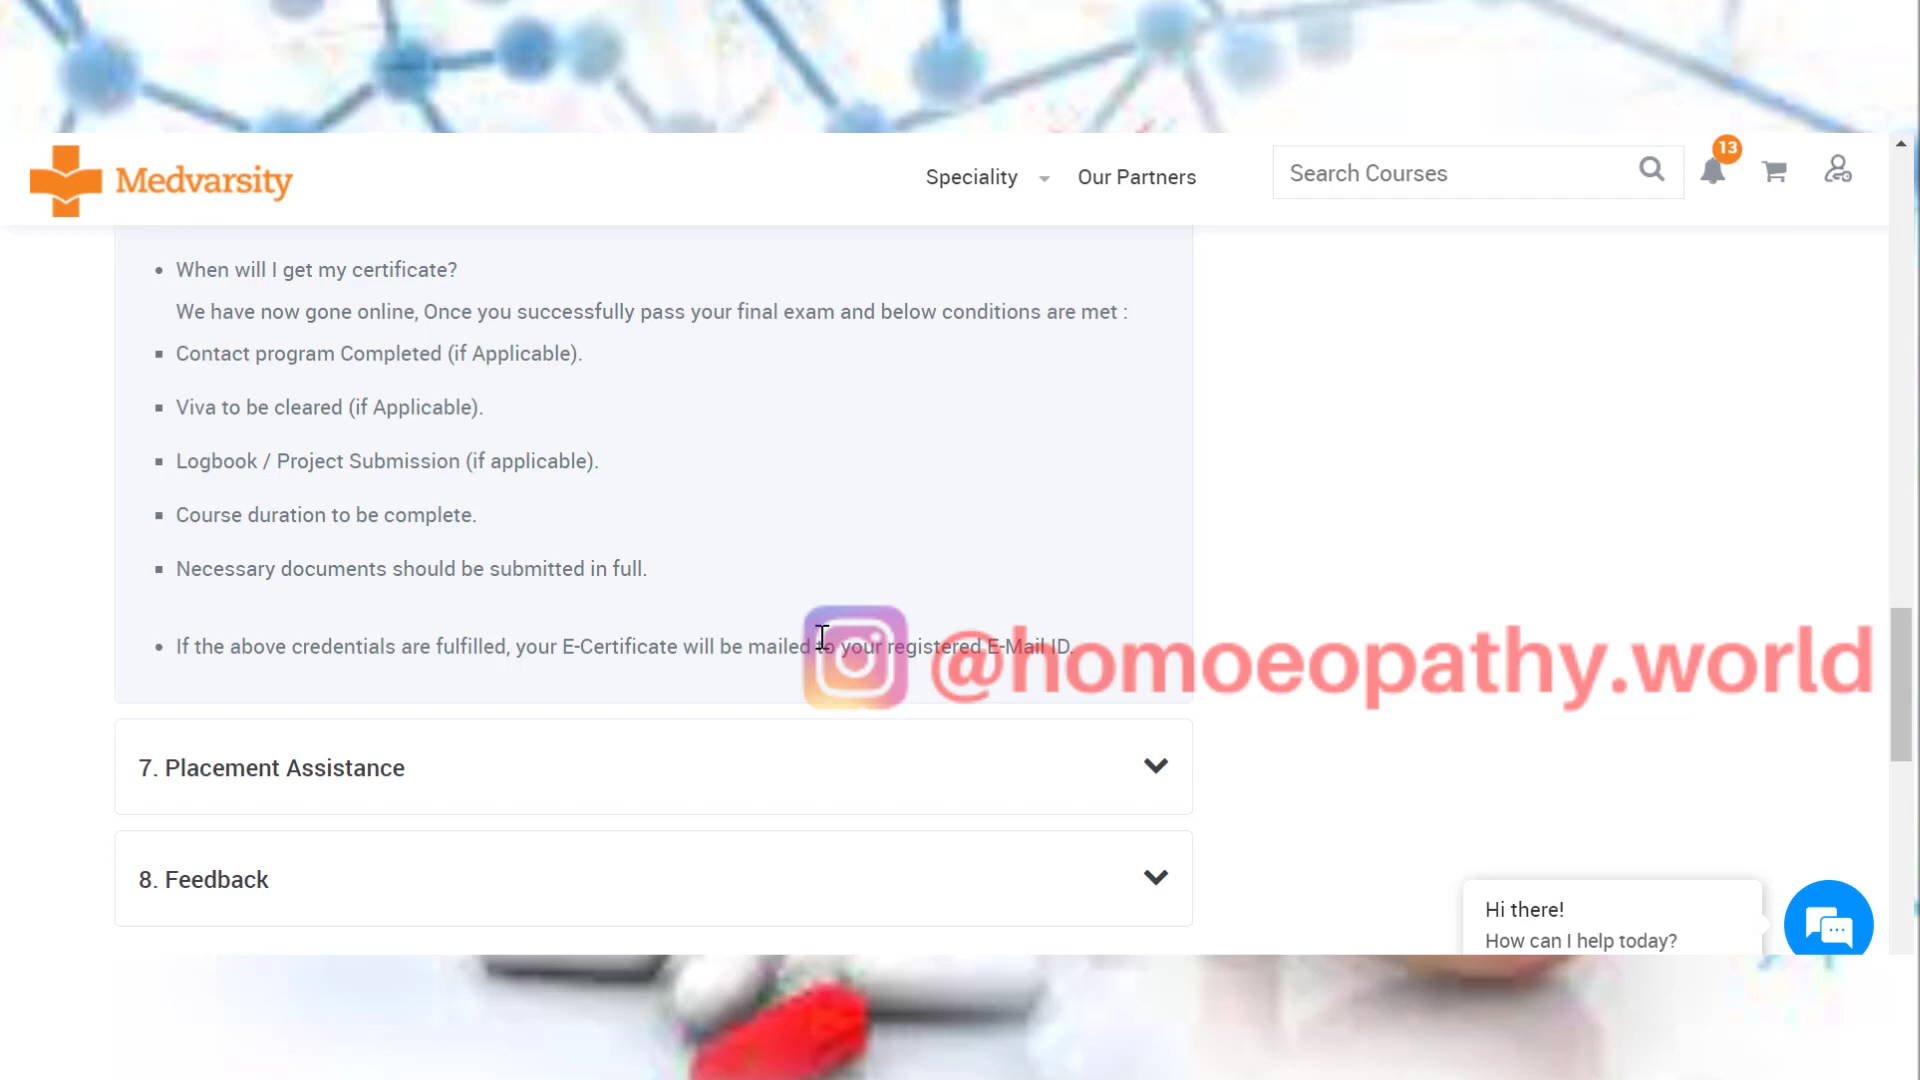 Medvarsity
Speciality
Our Partners
Search Courses
13
When will I get my certificate?
We have now gone online, Once you successfully pass your final exam and below conditions are met :
Contact program Completed (if Applicable).
Viva to be cleared (if Applicable).
Logbook / Project Submission (if applicable).
Course duration to be complete.
Necessary documents should be submitted in full.
If the above credentials are fulfilled, your E-Certificate will be mailed to your registered E-Mail ID.
@homoeopathy.world
7. Placement Assistance
8. Feedback
Hi there!
How can I help today?